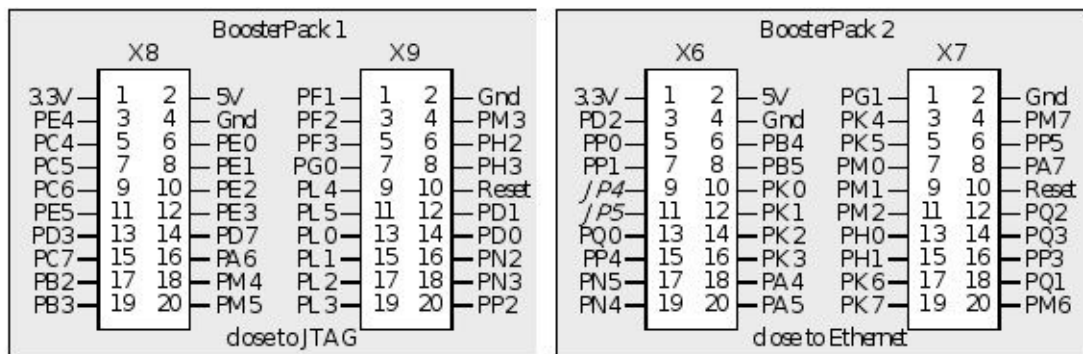 BoosterPack 1
X8 X9
3.3V 1 2 5V PF1 1 2 Gnd
PE4 3 4 Gnd PF2 3 4 PM3
PC4 5 6 PE0 PF3 5 6 PH2
PC5 7 8 PE1 PG0 7 8 PH3
PC6 9 10 PE2 PL4 9 10 Reset
PE5 11 12 PE3 PL5 11 12 PD1
PD3 13 14 PD7 PL0 13 14 PD0
PC7 15 16 PA6 PL1 15 16 PN2
PB2 17 18 PM4 PL2 17 18 PN3
PB3 19 20 PM5 PL3 19 20 PP2
close to JTAG
BoosterPack 2
X6 X7
3.3V 1 2 5V PG1 1 2 Gnd
PD2 3 4 Gnd PK4 3 4 PM7
PP0 5 6 PB4 PK5 5 6 PP5
PP1 7 8 PB5 PM0 7 8 PA7
JP4 9 10 PK0 PM1 9 10 Reset
JP5 11 12 PK1 PM2 11 12 PQ2
PQ0 13 14 PK2 PH0 13 14 PQ3
PP4 15 16 PK3 PH1 15 16 PP3
PN5 17 18 PA4 PK6 17 18 PQ1
PN4 19 20 PA5 PK7 19 20 PM6
close to Ethernet